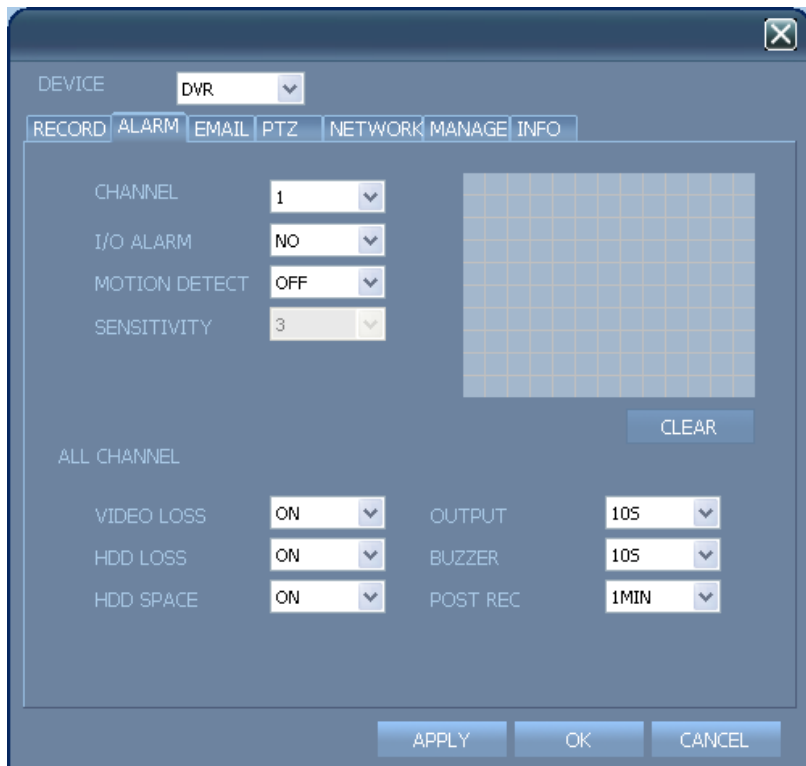 DEVICE DVR
RECORD ALARM EMAIL PTZ NETWORK MANAGE INFO
CHANNEL 1
I/O ALARM NO
MOTION DETECT OFF
SENSITIVITY 3
CLEAR
ALL CHANNEL
VIDEO LOSS ON OUTPUT 10S
HDD LOSS ON BUZZER 10S
HDD SPACE ON POST REC 1MIN
APPLY OK CANCEL